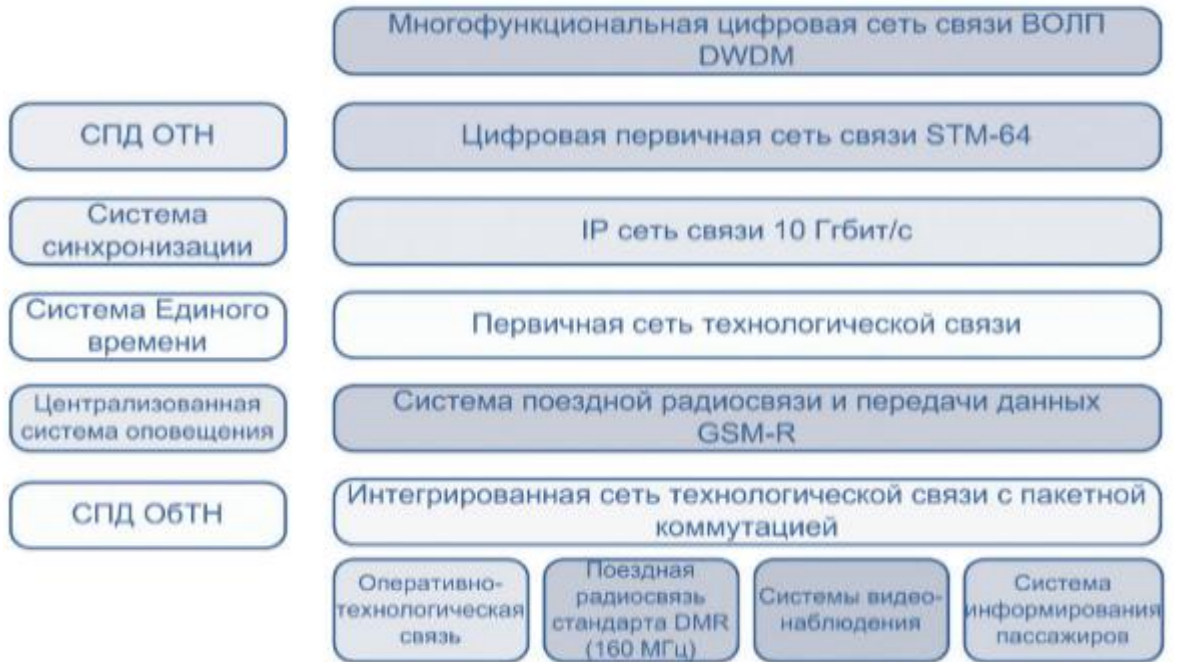 Многофункциональная цифровая сеть связи ВОЛП
DWDM
СПД ОТН
Цифровая первичная сеть связи STM-64
Система
синхронизации
IP сеть связи 10 Ггбит/с
Система Единого
времени
Первичная сеть технологической связи
Централизованная
система оповещения
Система поездной радиосвязи и передачи данных
GSM-R
СПД ОбТН
Интегрированная сеть технологической связи с пакетной
коммутацией
Оперативно-
технологическая
связь
Поездная
радиосвязь
стандарта DMR
(160 МГц)
Системы видео-
наблюдения
Система
информирования
пассажиров